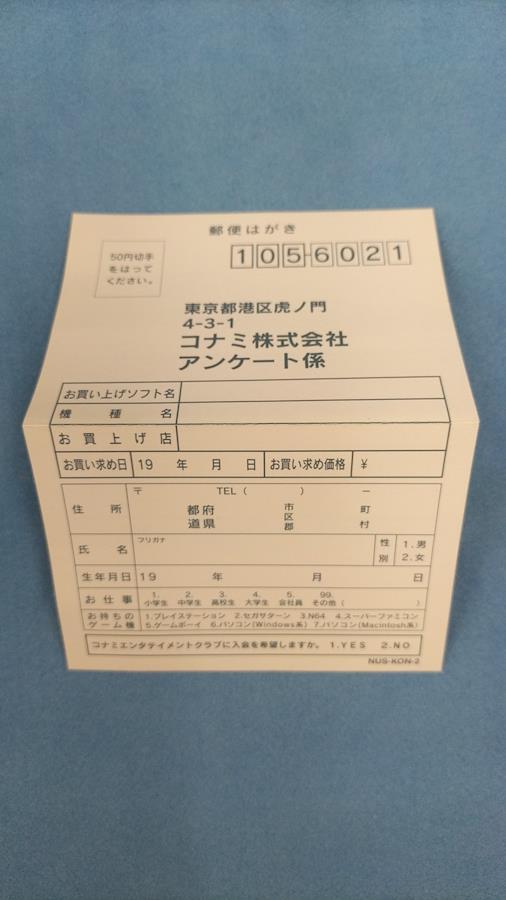 郵便はがき
50円切手
をはって
ください。
105-6021
東京都港区虎ノ門
4-3-1
コナミ株式会社
アンケート係
お買い上げソフト名
機種名
お買上げ店
お買い求め日 19 年 月 日 お買い求め価格 ¥
住所 〒 TEL ( ) －
都府 市 町
道県 区
郡 村
氏名 フリガナ 性別 1.男
2.女
生年月日 19 年 月 日
お仕事 1. 2. 3. 4. 5. 99.
小学生 中学生 高校生 大学生 会社員 その他 ( )
お持ちの 1.プレイステーション 2.セガサターン 3.N64 4.スーパーファミコン
ゲーム機 5.ゲームボーイ 6.パソコン(Windows系) 7.パソコン(Macintosh系)
コナミエンタテイメントクラブに入会を希望しますか。 1.YES 2.NO
NUS-KON-2